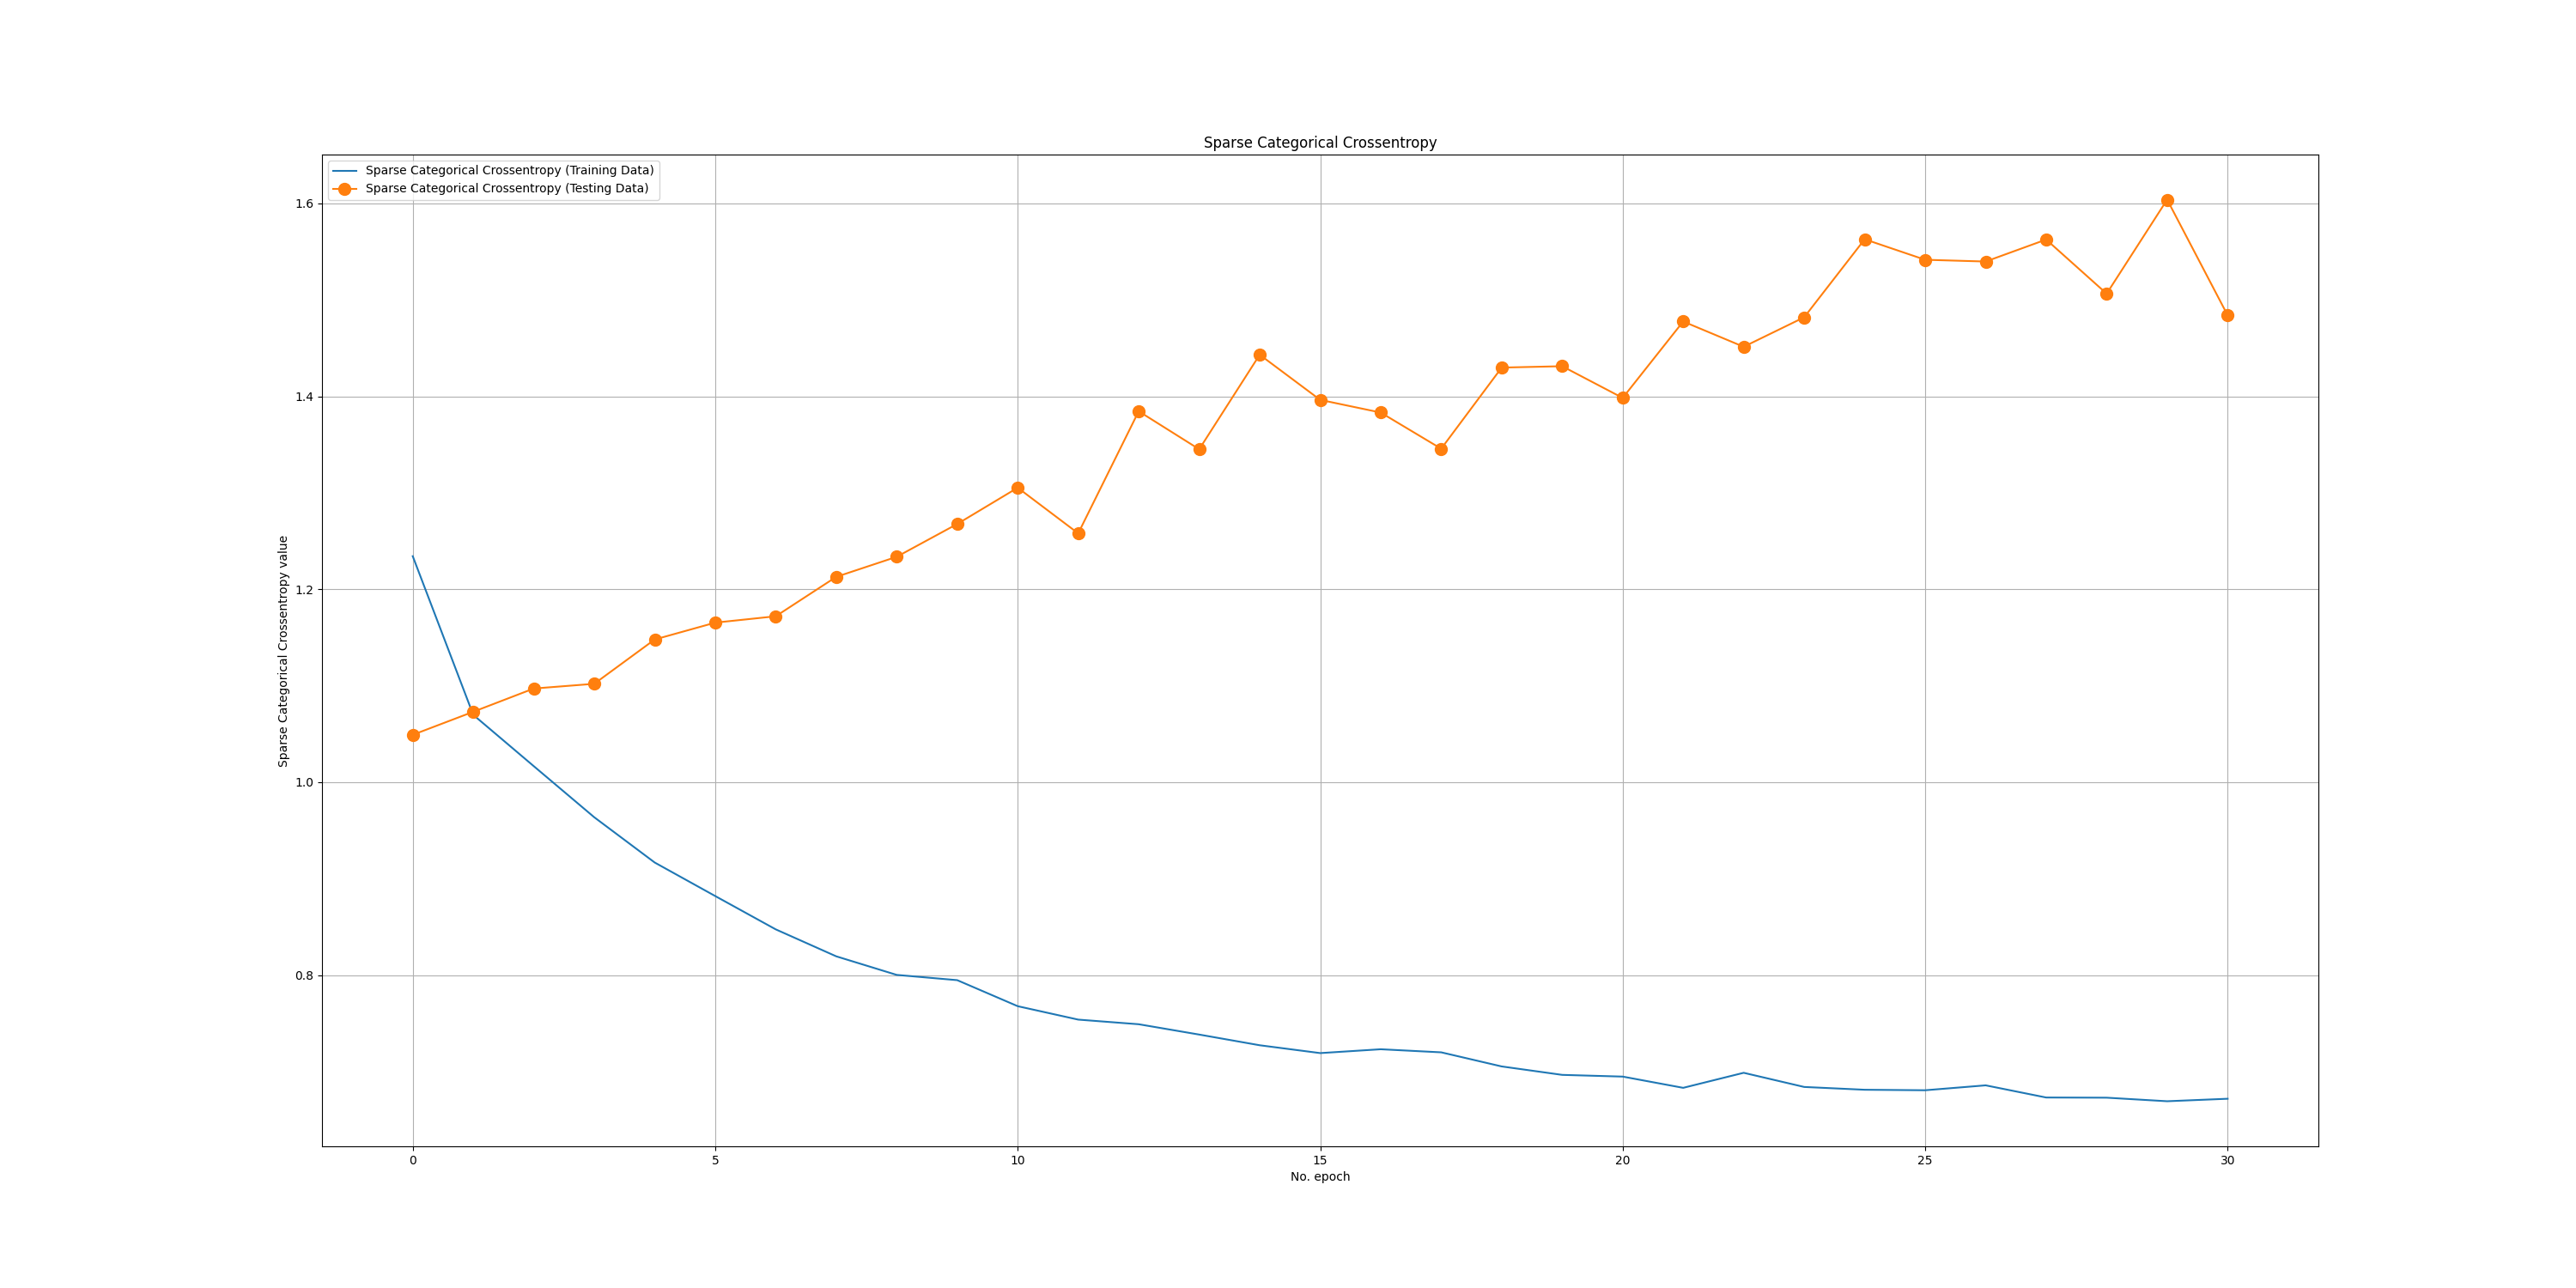 Sparse Categorical Crossentropy
Sparse Categorical Crossentropy (Training Data)
Sparse Categorical Crossentropy (Testing Data)
Sparse Categorical Crossentropy value
1.6
1.4
1.2
1.0
0.8
0 5 10 15 20 25 30
No. epoch